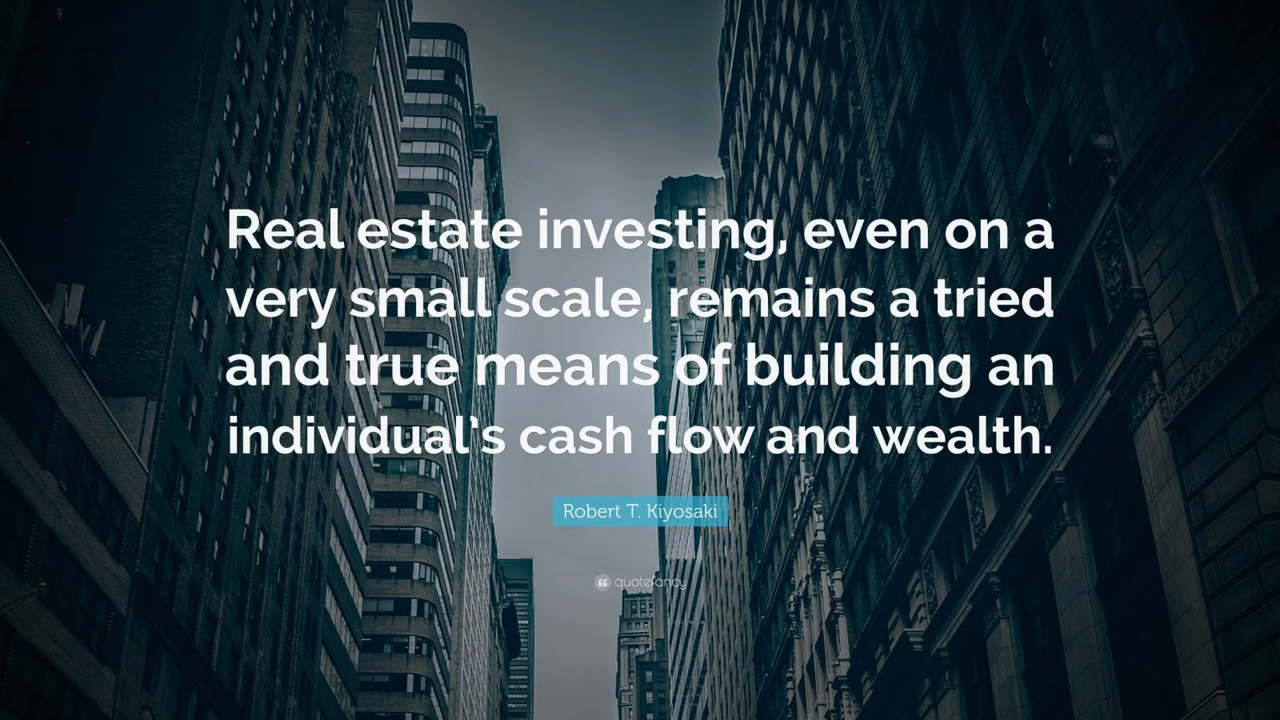 Real estate investing, even on a
very small scale, remains a tried
and true means of building an
individual's cash flow and wealth.
Robert T. Kiyosaki
quotefancy